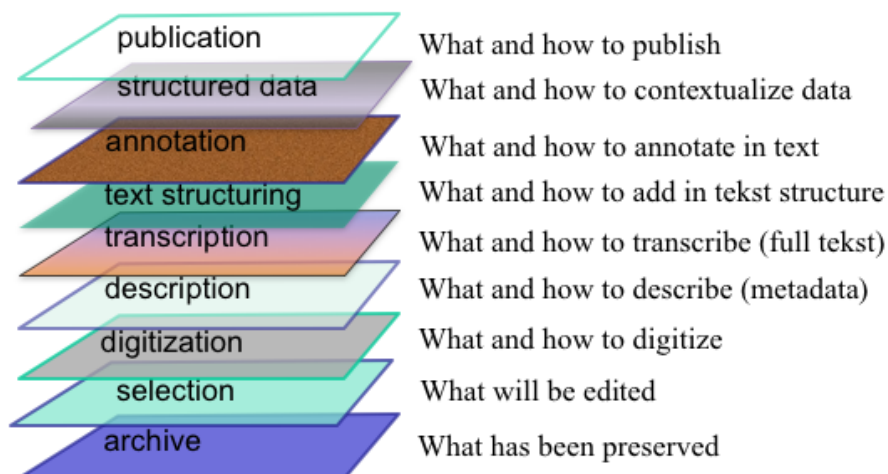 publication What and how to publish
structured data What and how to contextualize data
annotation What and how to annotate in text
text structuring What and how to add in tekst structure
transcription What and how to transcribe (full tekst)
description What and how to describe (metadata)
digitization What and how to digitize
selection What will be edited
archive What has been preserved